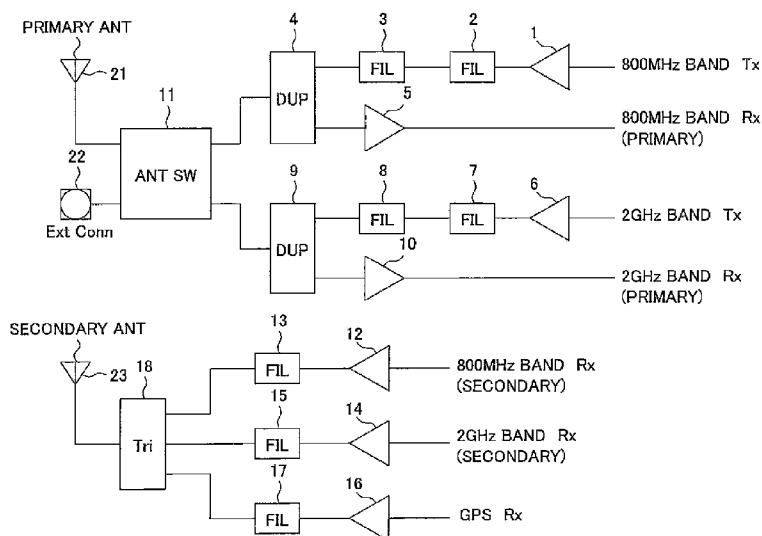 PRIMARY ANT
21
11
4
3
2
1
DUP
FIL
FIL
800MHz BAND Tx
5
800MHz BAND Rx
(PRIMARY)
22
ANT SW
Ext Conn
9
8
7
6
DUP
FIL
FIL
2GHz BAND Tx
10
2GHz BAND Rx
(PRIMARY)
SECONDARY ANT
23
18
Tri
13
12
FIL
800MHz BAND Rx
(SECONDARY)
15
14
FIL
2GHz BAND Rx
(SECONDARY)
17
16
FIL
GPS Rx